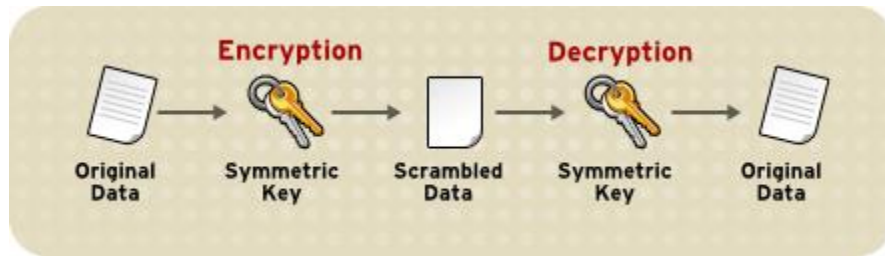 Encryption
Decryption
Original
Data
Symmetric
Key
Scrambled
Data
Symmetric
Key
Original
Data